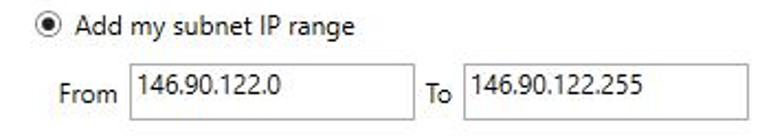 Add my subnet IP range
From 146.90.122.0 To 146.90.122.255